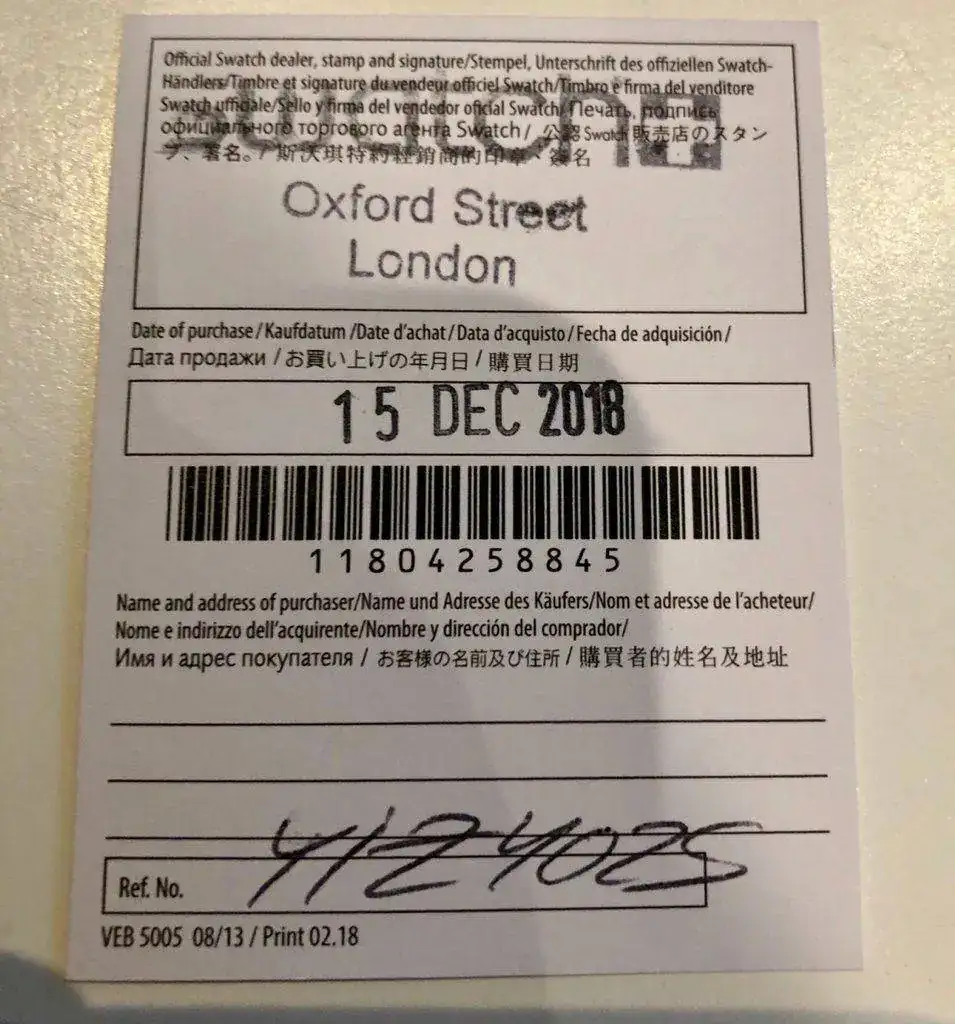 Official Swatch dealer, stamp and signature/Stempel, Unterschrift des offiziellen Swatch-
Händlers/Timbre et signature du vendeur officiel Swatch/Timbro e firma del venditore
Swatch ufficiale/Sello y firma del vendedor oficial Swatch/Печать, подпись
официального торгового агента Swatch/ 公認Swatch販売店のスタン
プ、署名。/ 斯沃琪特約經銷商的印章、簽名
Oxford Street
London
Date of purchase/Kaufdatum /Date d'achat/Data d'acquisto/Fecha de adquisición/
Дата продажи /お買い上げの年月日 / 購買日期
15 DEC 2018
11804258845
Name and address of purchaser/Name und Adresse des Käufers/Nom et adresse de l'acheteur/
Nome e indirizzo dell'acquirente/Nombre y dirección del comprador/
Имя и адрес покупателя / お客様の名前及び住所 / 購買者的姓名及地址
Ref. No.
VEB 5005 08/13 / Print 02.18